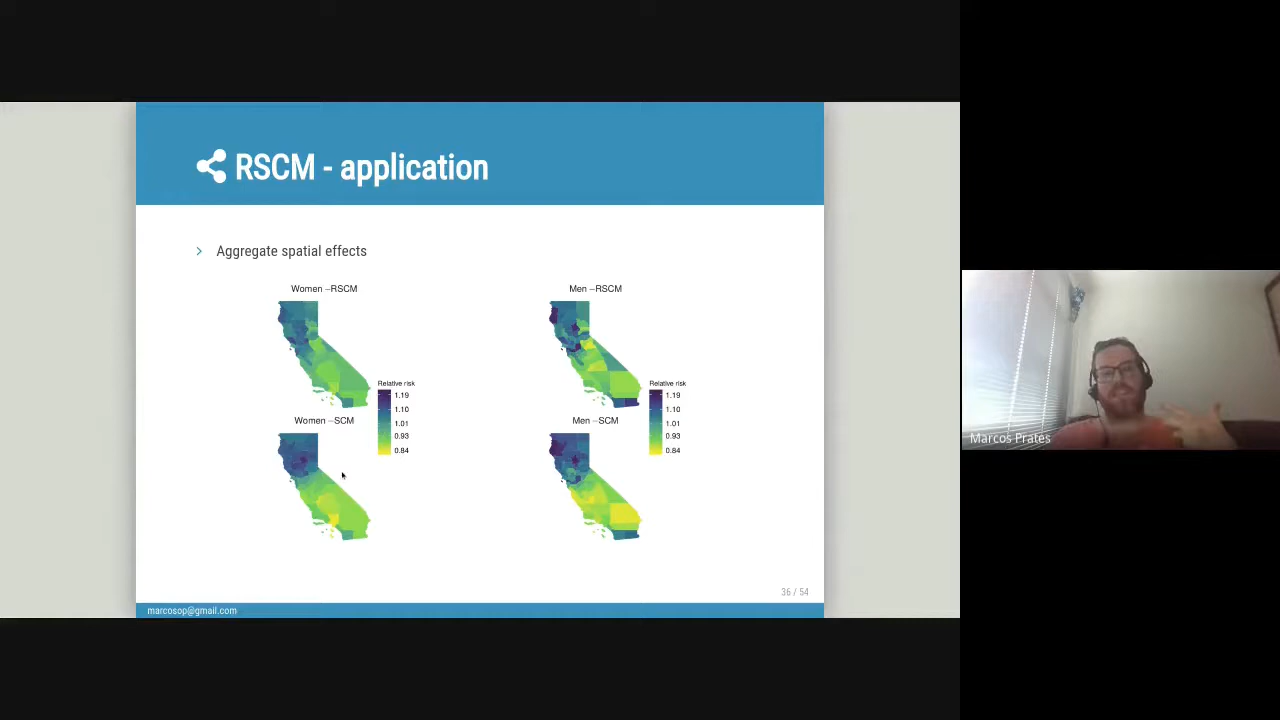 RSCM - application
Aggregate spatial effects
Women –RSCM
Men –RSCM
Relative risk
1.19
1.10
1.01
0.93
0.84
Relative risk
1.19
1.10
1.01
0.93
0.84
Women –SCM
Men –SCM
36 / 54
marcosop@gmail.com
Marcos Prates